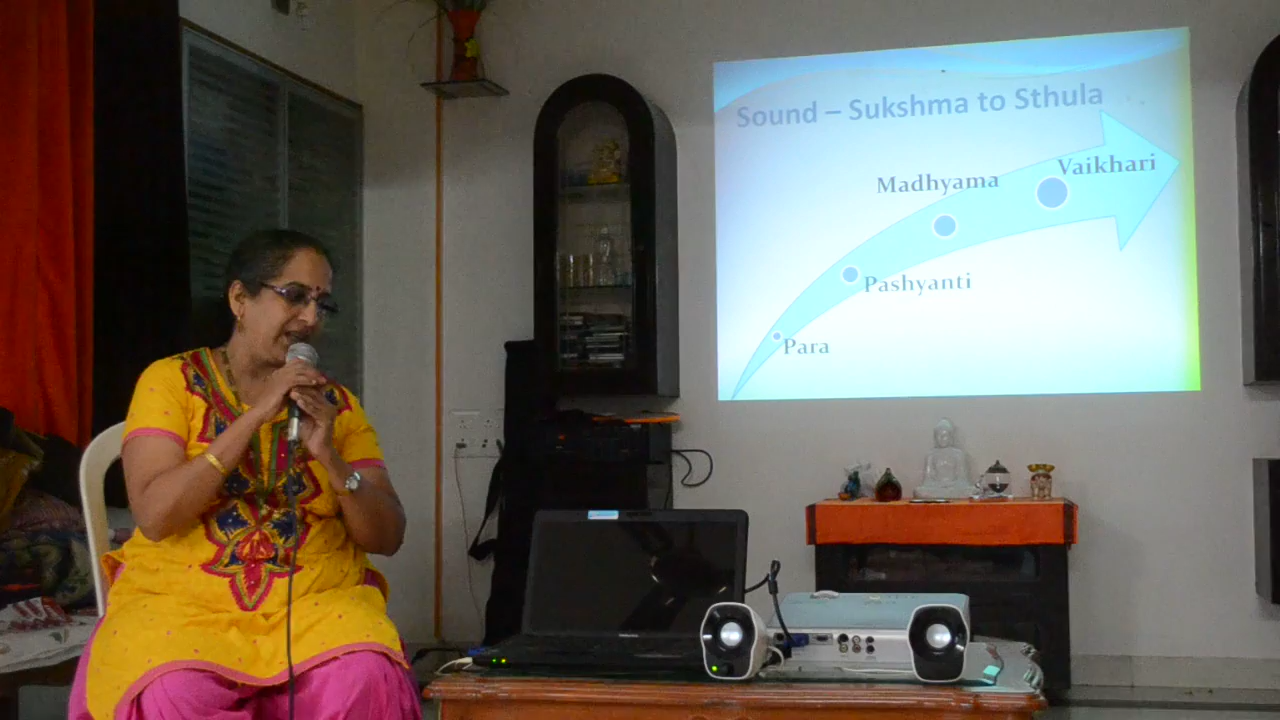 Sound – Sukshma to Sthula
Vaikhari
Madhyama
Pashyanti
Para